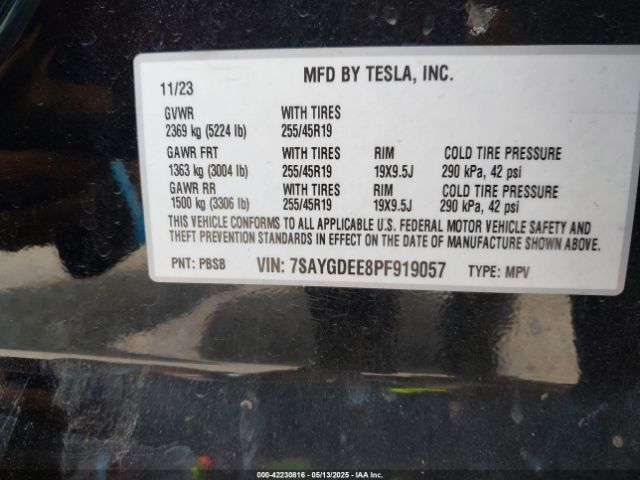 MFD BY TESLA, INC.
11/23
GVWR WITH TIRES
2369 kg (5224 lb) 255/45R19
GAWR FRT WITH TIRES RIM COLD TIRE PRESSURE
1363 kg (3004 lb) 255/45R19 19X9.5J 290 kPa, 42 psi
GAWR RR WITH TIRES RIM COLD TIRE PRESSURE
1500 kg (3306 lb) 255/45R19 19X9.5J 290 kPa, 42 psi
THIS VEHICLE CONFORMS TO ALL APPLICABLE U.S. FEDERAL MOTOR VEHICLE SAFETY AND
THEFT PREVENTION STANDARDS IN EFFECT ON THE DATE OF MANUFACTURE SHOWN ABOVE.
PNT: PBSB VIN: 7SAYGDEE8PF919057 TYPE: MPV
000-42230816 - 05/13/2025 - IAA Inc.